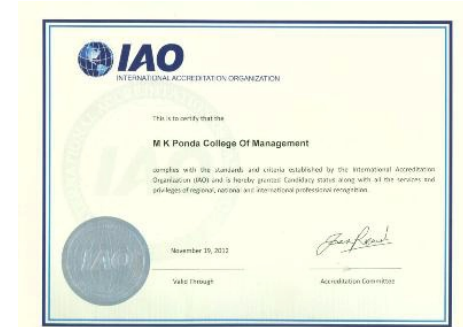 IAO
INTERNATIONAL ACCREDITATION ORGANIZATION
This is to certify that the
M K Ponda College Of Management
complies with the standards and criteria established by the International Accreditation
Organization (IAO) and is hereby granted Candidacy status along with all the services and
privileges of regional, national and international professional recognition.
IAO
November 19, 2012
Valid Through
Accreditation Committee